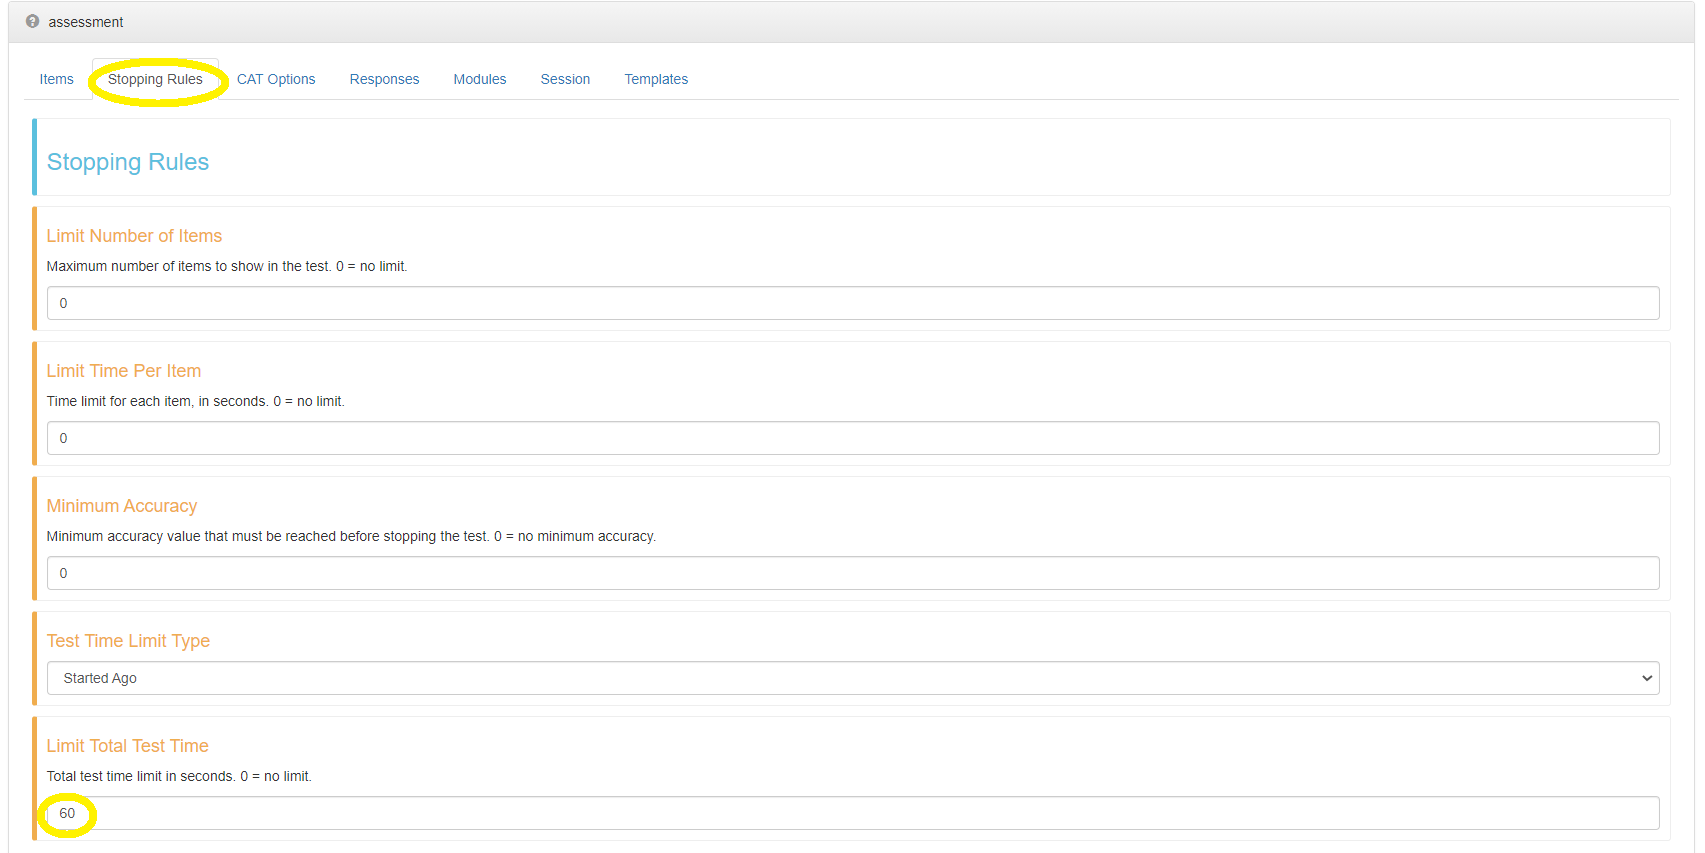 assessment
Items Stopping Rules CAT Options Responses Modules Session Templates
Stopping Rules
Limit Number of Items
Maximum number of items to show in the test. 0 = no limit.
0
Limit Time Per Item
Time limit for each item, in seconds. 0 = no limit.
0
Minimum Accuracy
Minimum accuracy value that must be reached before stopping the test. 0 = no minimum accuracy.
0
Test Time Limit Type
Started Ago
Limit Total Test Time
Total test time limit in seconds. 0 = no limit.
60